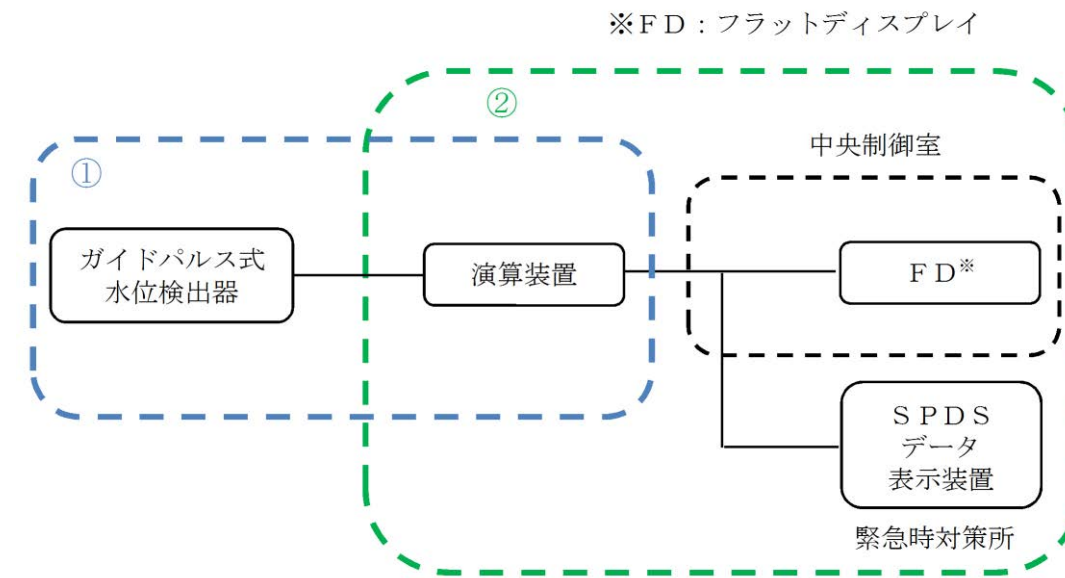 ※ＦＤ：フラットディスプレイ
②
①
中央制御室
ガイドパルス式
水位検出器
演算装置
ＦＤ※
ＳＰＤＳ
データ
表示装置
緊急時対策所